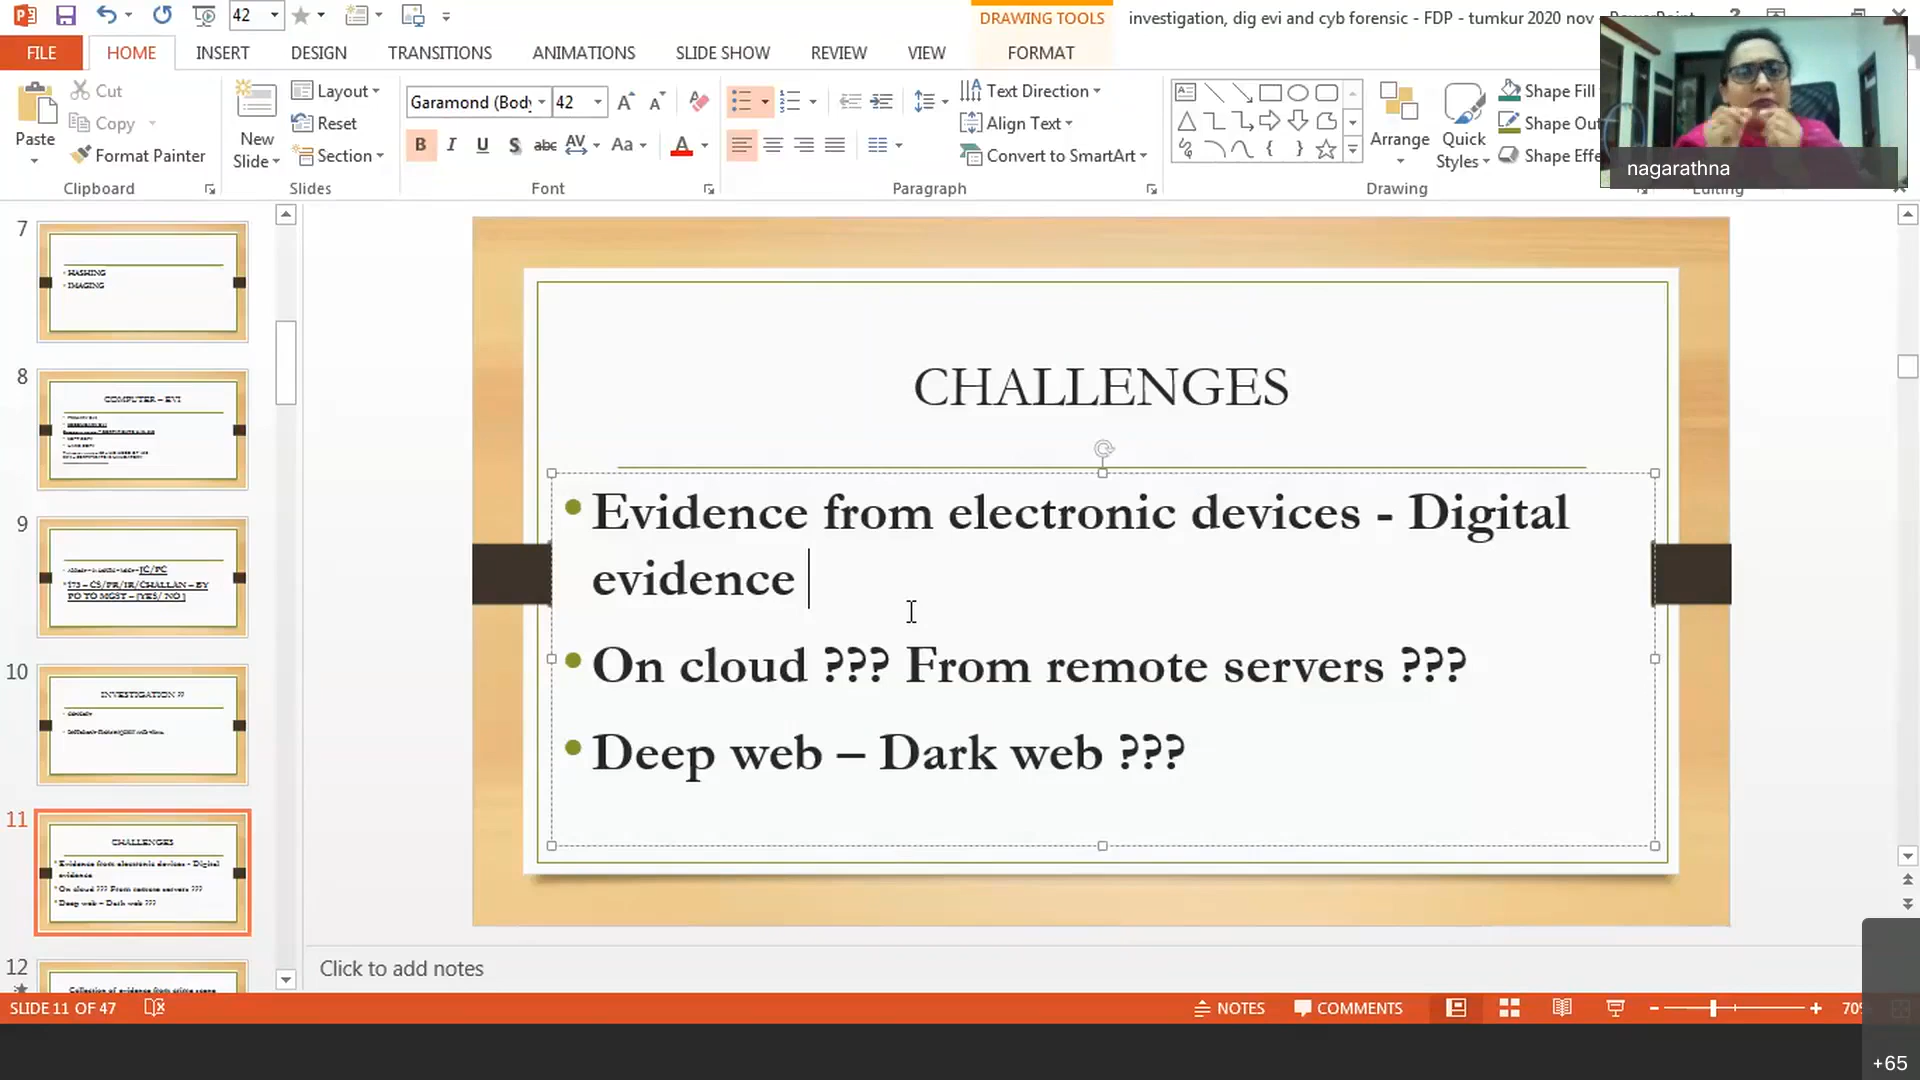 42
DRAWING TOOLS
investigation, dig evi and cyb forensic - FDP - tumkur 2020 nov - PowerPoint
FILE
HOME
INSERT
DESIGN
TRANSITIONS
ANIMATIONS
SLIDE SHOW
REVIEW
VIEW
FORMAT
Paste
Cut
Copy
Format Painter
Clipboard
New
Slide
Layout
Reset
Section
Slides
Garamond (Body
42
B I U S abc AV Aa A
Font
Text Direction
Align Text
Convert to SmartArt
Paragraph
Arrange
Quick
Styles
Shape Fill
Shape Out
Shape Effe
Drawing
Editing
nagarathna
7
HASHING
IMAGING
8
COMPUTER – EVI
9
173 – CS/FR/IR/CHALLAN – BY
PO TO MGST – [YES/ NO ]
10
INVESTIGATION ??
11
CHALLENGES
Evidence from electronic devices - Digital
evidence
On cloud ??? From remote servers ???
Deep web – Dark web ???
12
Collection of evidence from crime scene
CHALLENGES
• Evidence from electronic devices - Digital
evidence
• On cloud ??? From remote servers ???
• Deep web – Dark web ???
Click to add notes
SLIDE 11 OF 47
NOTES
COMMENTS
70%
+65